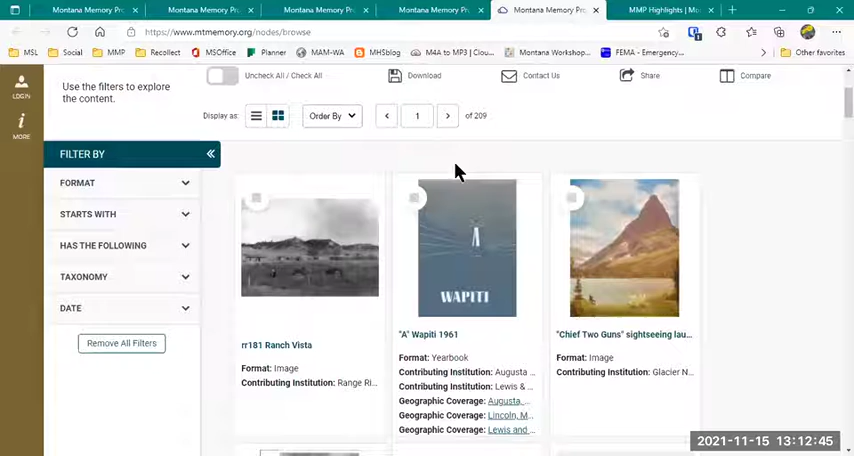 Montana Memory Pr
Montana Memory Pro
Montana Memory Pro
Montana Memory Pro
Montana Memory Pro
MMP Highlights | Mo
https://www.mtmemory.org/nodes/browse
MSL
Social
MMP
Recollect
MSOffice
Planner
MAM-WA
MHSblog
M4A to MP3 | Clou...
Montana Workshop...
FEMA - Emergency...
Other favorites
LOG IN
MORE
Use the filters to explore
the content.
Uncheck All / Check All
Download
Contact Us
Share
Compare
Display as:
Order By
1
of 209
FILTER BY
FORMAT
STARTS WITH
HAS THE FOLLOWING
TAXONOMY
DATE
Remove All Filters
rr181 Ranch Vista
Format: Image
Contributing Institution: Range Ri...
A
WAPITI
"A" Wapiti 1961
Format: Yearbook
Contributing Institution: Augusta ...
Contributing Institution: Lewis & ...
Geographic Coverage: Augusta, ...
Geographic Coverage: Lincoln, M...
Geographic Coverage: Lewis and ...
"Chief Two Guns" sightseeing lau...
Format: Image
Contributing Institution: Glacier N...
2021-11-15 13:12:45